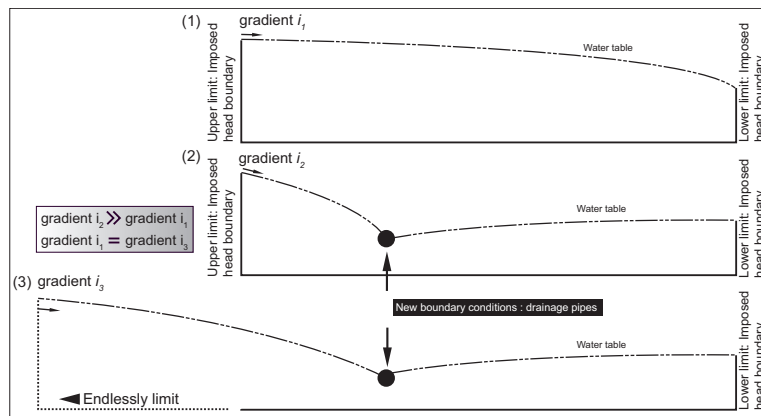 (1)
gradient i1
Upper limit: Imposed
head boundary
Water table
Lower limit: Imposed
head boundary
(2)
gradient i2
Upper limit: Imposed
head boundary
Water table
Lower limit: Imposed
head boundary
gradient i2 >> gradient i1
gradient i1 = gradient i3
(3) gradient i3
New boundary conditions : drainage pipes
Water table
Lower limit: Imposed
head boundary
Endlessly limit